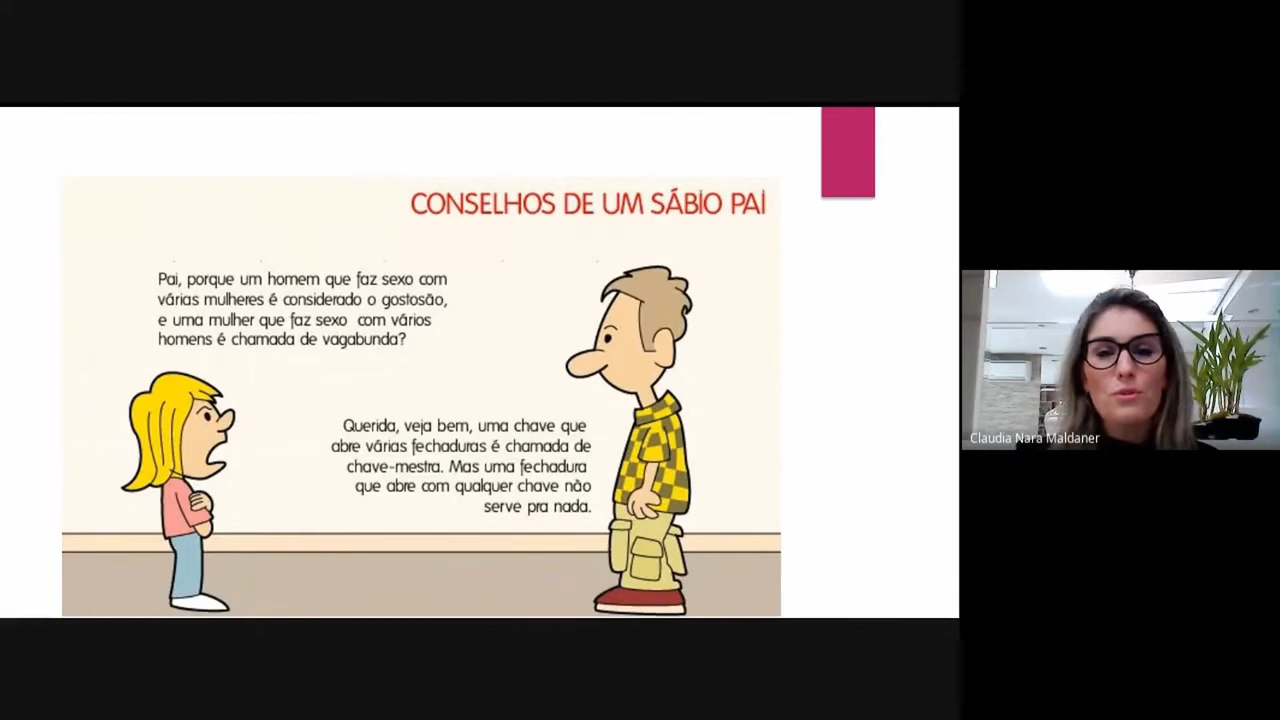 CONSELHOS DE UM SÁBIO PAI
Pai, porque um homem que faz sexo com
várias mulheres é considerado o gostosão,
e uma mulher que faz sexo com vários
homens é chamada de vagabunda?
Querida, veja bem, uma chave que
abre várias fechaduras é chamada de
chave-mestra. Mas uma fechadura
que abre com qualquer chave não
serve pra nada.
Claudia Nara Maldaner